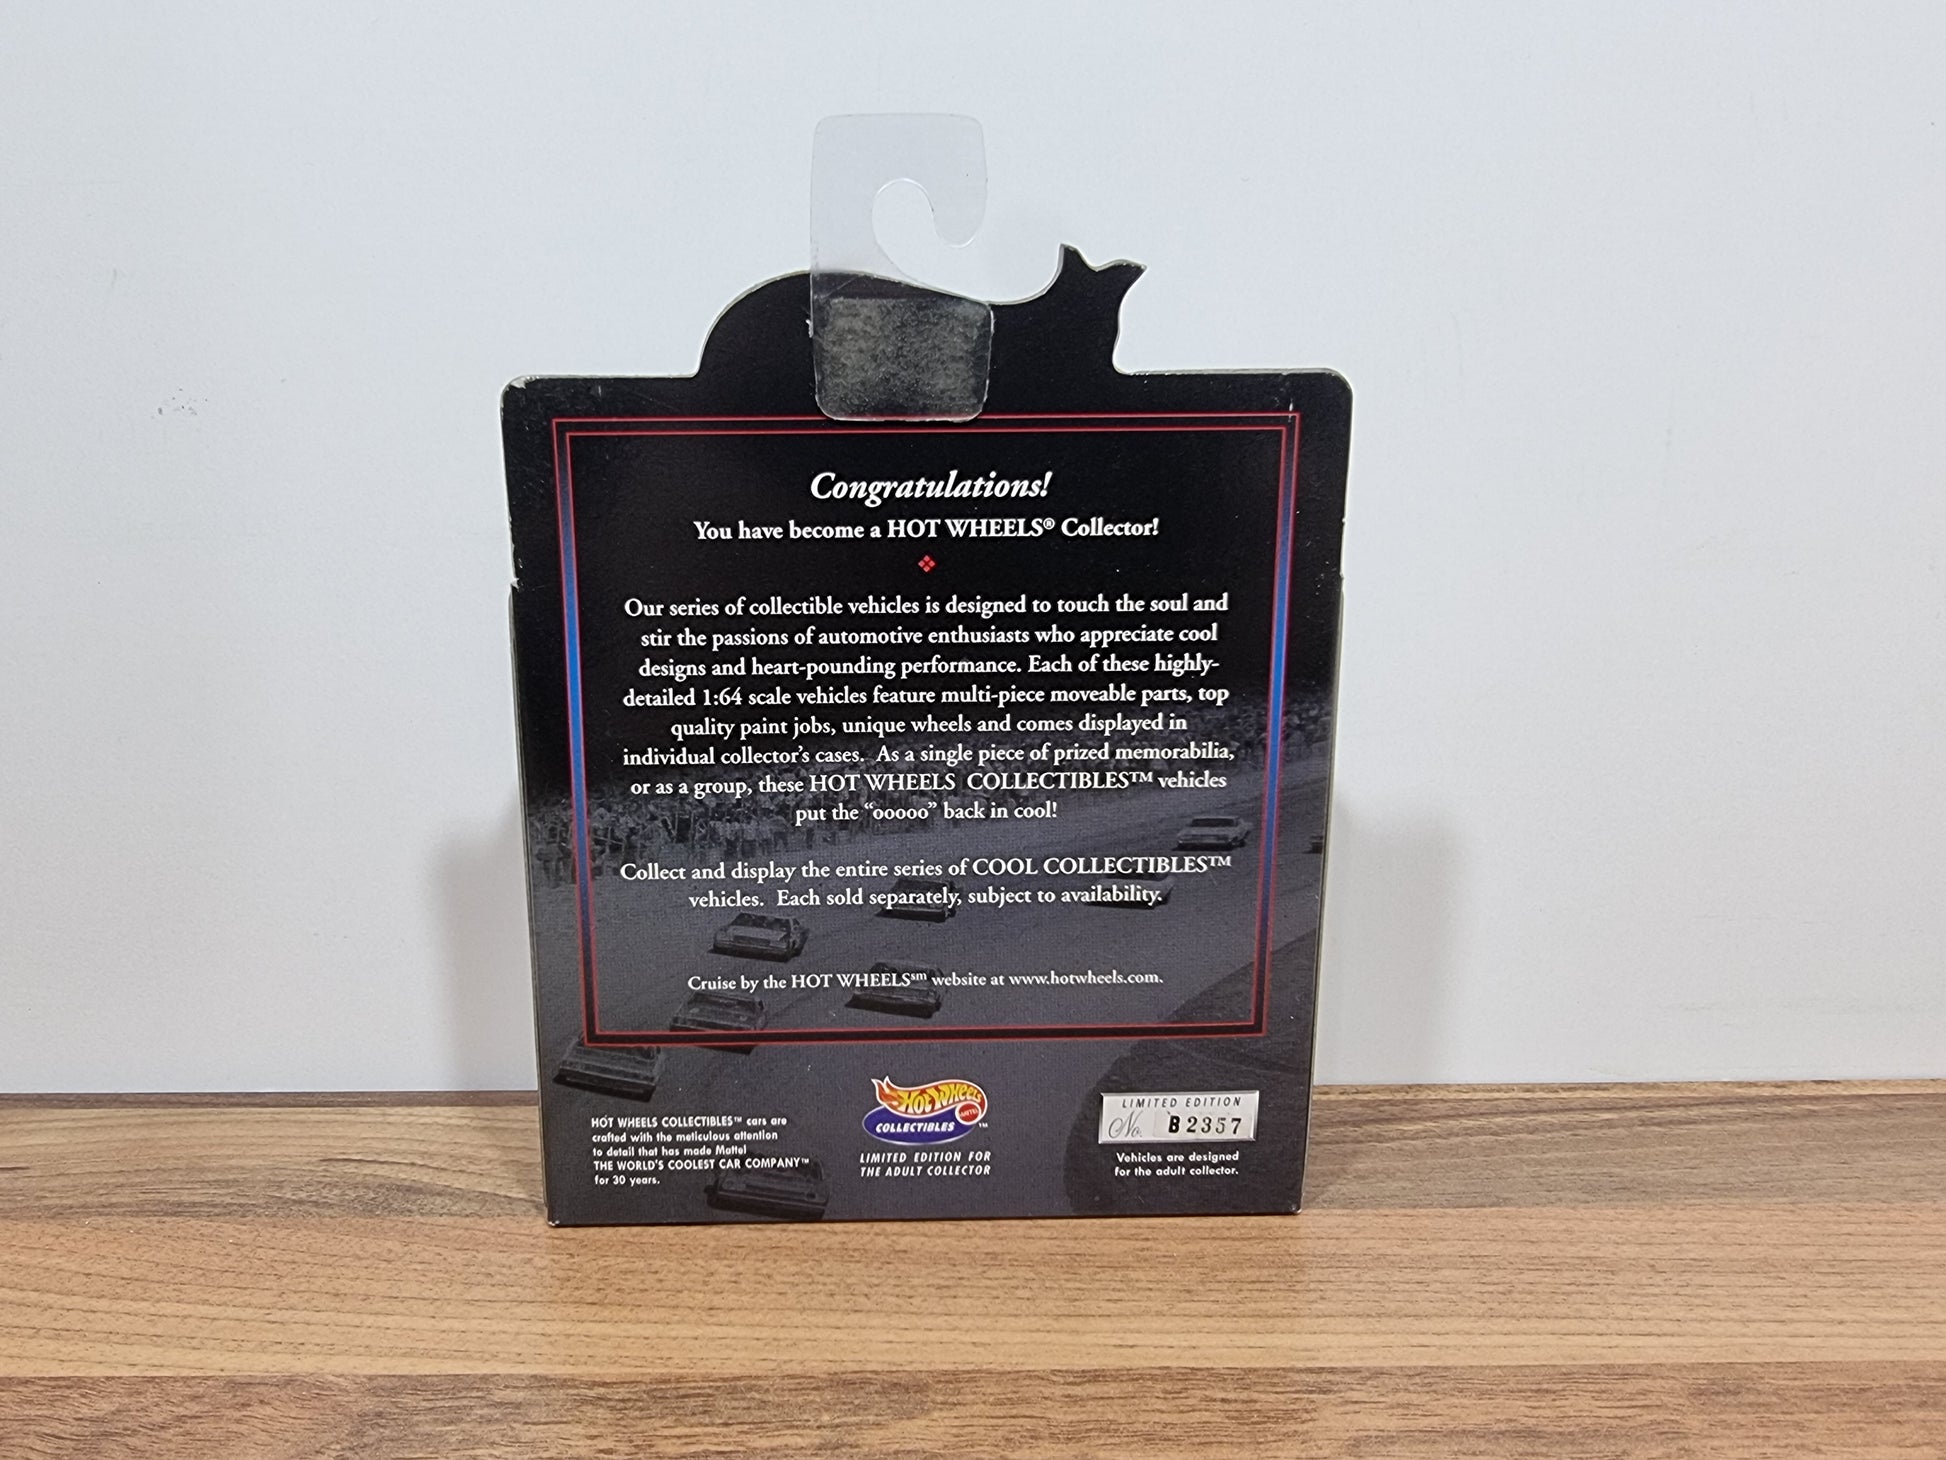 Congratulations!
You have become a HOT WHEELS® Collector!
Our series of collectible vehicles is designed to touch the soul and
stir the passions of automotive enthusiasts who appreciate cool
designs and heart-pounding performance. Each of these highly-
detailed 1:64 scale vehicles feature multi-piece moveable parts, top
quality paint jobs, unique wheels and comes displayed in
individual collector's cases. As a single piece of prized memorabilia,
or as a group, these HOT WHEELS COLLECTIBLES™ vehicles
put the “ooooo” back in cool!
Collect and display the entire series of COOL COLLECTIBLES™
vehicles. Each sold separately, subject to availability.
Cruise by the HOT WHEELS℠ website at www.hotwheels.com.
HOT WHEELS COLLECTIBLES™ cars are
crafted with the meticulous attention
to detail that has made Mattel
THE WORLD'S COOLEST CAR COMPANY™
for 30 years.
Hot Wheels
MATTEL
COLLECTIBLES™
LIMITED EDITION FOR
THE ADULT COLLECTOR
LIMITED EDITION
No. B2357
Vehicles are designed
for the adult collector.